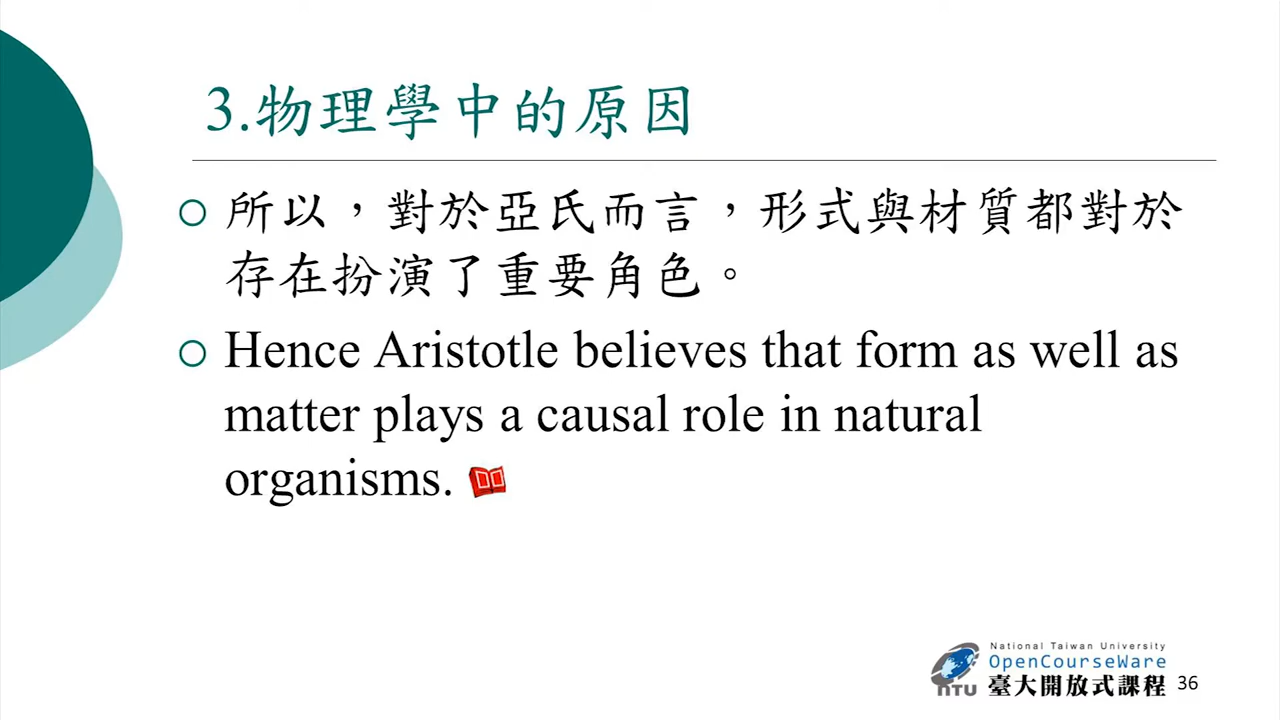 3.物理學中的原因
所以，對於亞氏而言，形式與材質都對於
存在扮演了重要角色。
Hence Aristotle believes that form as well as
matter plays a causal role in natural
organisms.
National Taiwan University
OpenCourseWare
NTU 臺大開放式課程 36